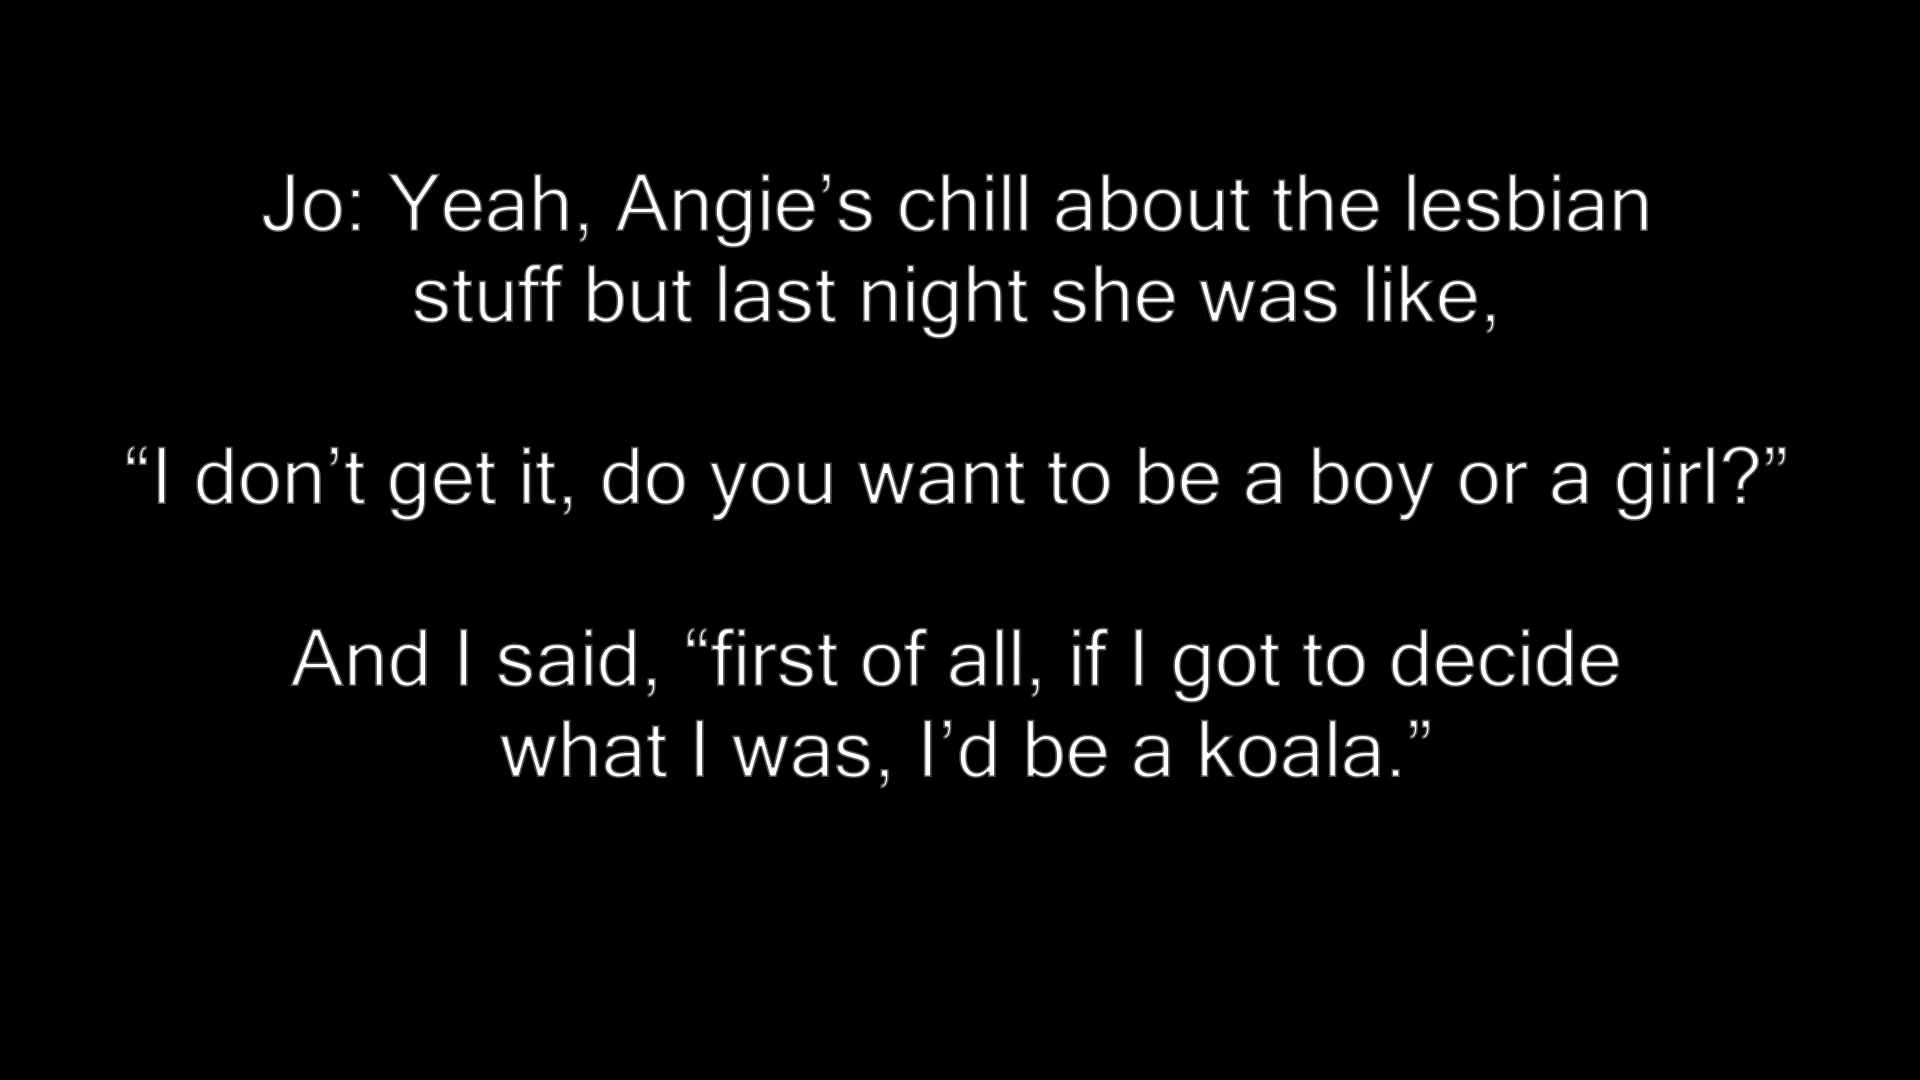 Jo: Yeah, Angie’s chill about the lesbian
stuff but last night she was like,
“I don’t get it, do you want to be a boy or a girl?”
And I said, “first of all, if I got to decide
what I was, I’d be a koala.”